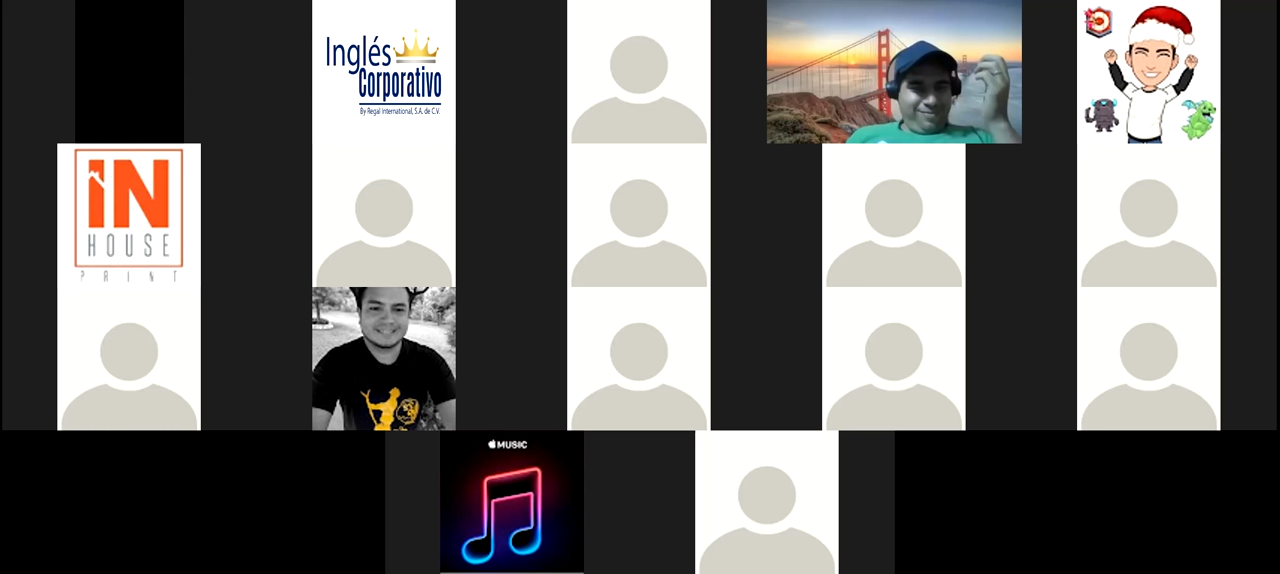 Inglés
Corporativo
By Regal International, S.A. de C.V.
iN
HOUSE
PRINT
MUSIC